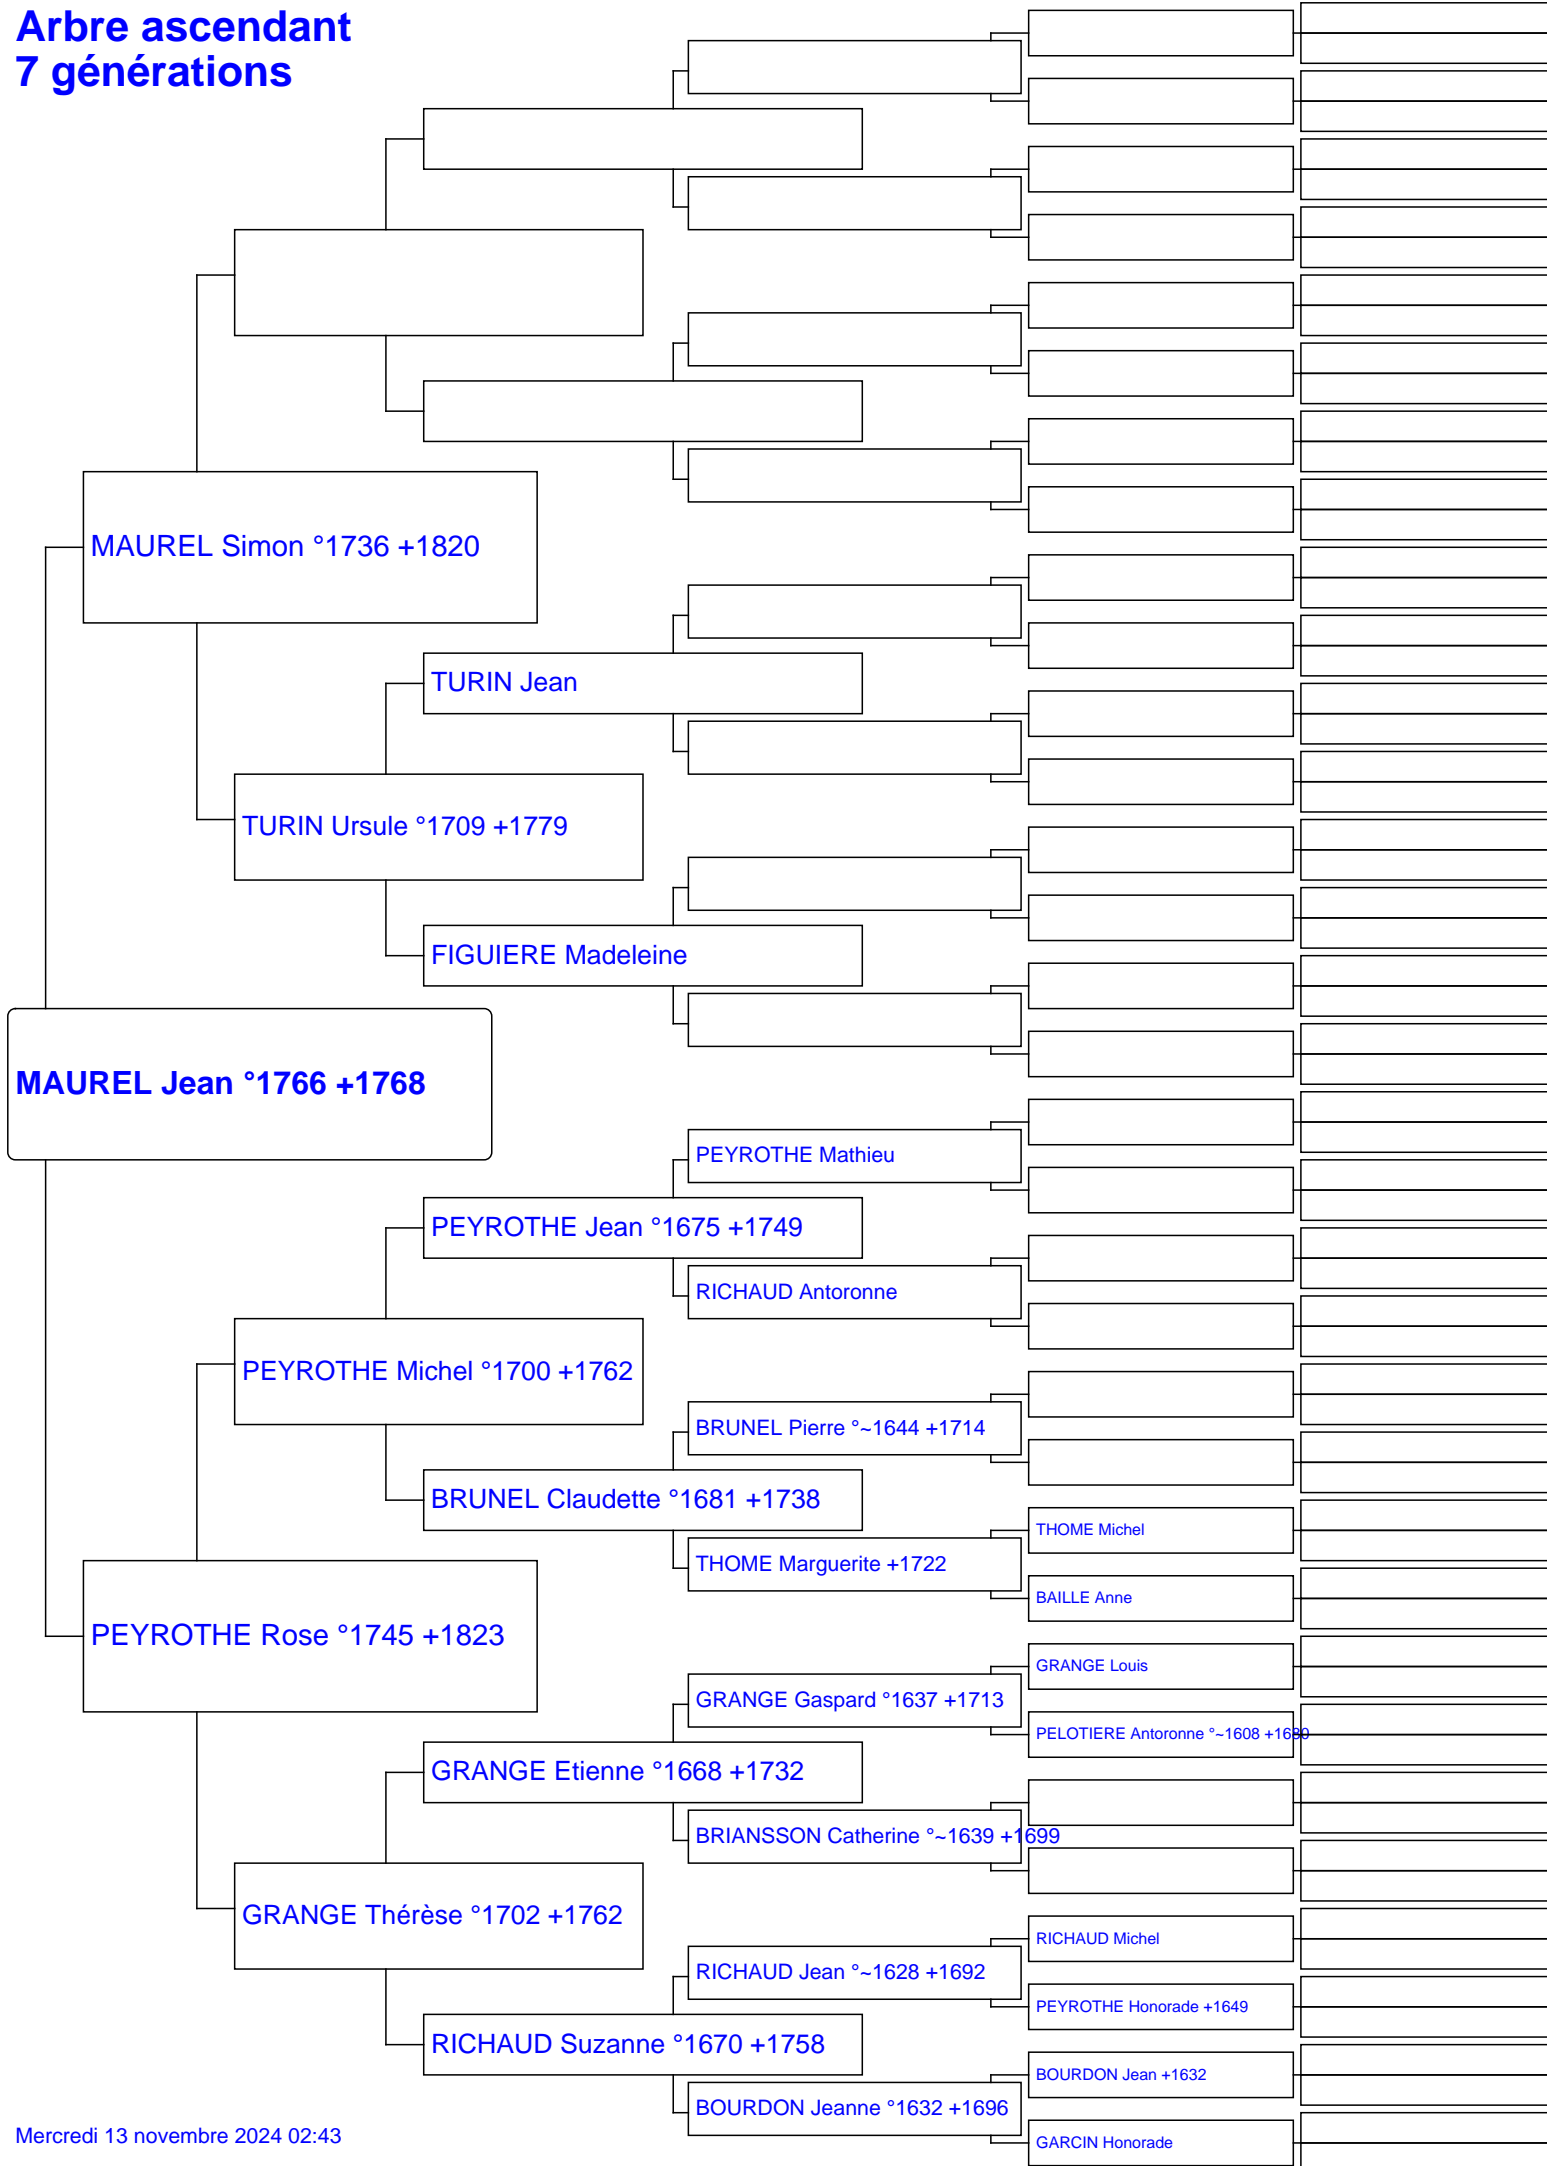 Arbre ascendant
7 générations
MAUREL Simon °1736 +1820
TURIN Jean
TURIN Ursule °1709 +1779
FIGUIERE Madeleine
MAUREL Jean °1766 +1768
PEYROTHE Mathieu
PEYROTHE Jean °1675 +1749
RICHAUD Antoronne
PEYROTHE Michel °1700 +1762
BRUNEL Pierre °~1644 +1714
BRUNEL Claudette °1681 +1738
THOME Michel
THOME Marguerite +1722
BAILLE Anne
PEYROTHE Rose °1745 +1823
GRANGE Louis
GRANGE Gaspard °1637 +1713
PELOTIERE Antoronne °~1608 +1680
GRANGE Etienne °1668 +1732
BRIANSSON Catherine °~1639 +1699
GRANGE Thérèse °1702 +1762
RICHAUD Michel
RICHAUD Jean °~1628 +1692
PEYROTHE Honorade +1649
RICHAUD Suzanne °1670 +1758
BOURDON Jean +1632
BOURDON Jeanne °1632 +1696
GARCIN Honorade
Mercredi 13 novembre 2024 02:43